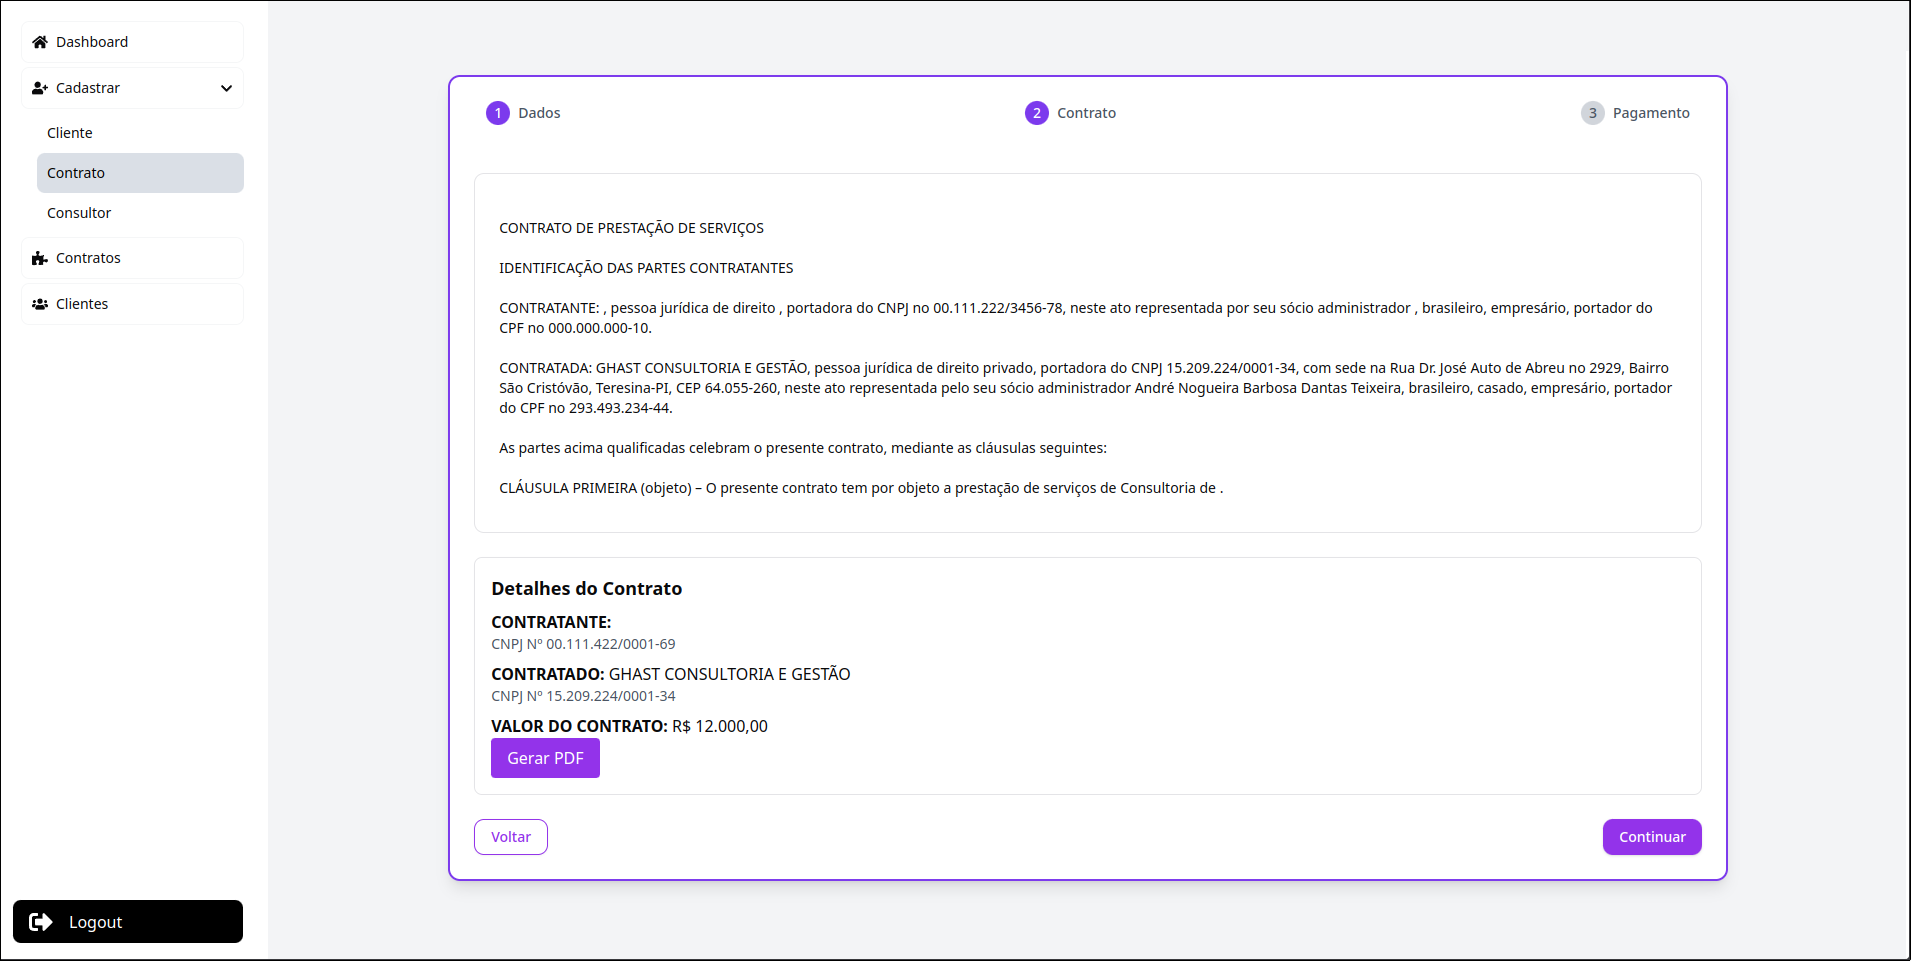 Dashboard
Cadastrar
Cliente
Contrato
Consultor
Contratos
Clientes
Logout
1 Dados
2 Contrato
3 Pagamento
CONTRATO DE PRESTAÇÃO DE SERVIÇOS
IDENTIFICAÇÃO DAS PARTES CONTRATANTES
CONTRATANTE: , pessoa jurídica de direito , portadora do CNPJ no 00.111.222/3456-78, neste ato representada por seu sócio administrador , brasileiro, empresário, portador do
CPF no 000.000.000-10.
CONTRATADA: GHAST CONSULTORIA E GESTÃO, pessoa jurídica de direito privado, portadora do CNPJ 15.209.224/0001-34, com sede na Rua Dr. José Auto de Abreu no 2929, Bairro
São Cristóvão, Teresina-PI, CEP 64.055-260, neste ato representada pelo seu sócio administrador André Nogueira Barbosa Dantas Teixeira, brasileiro, casado, empresário, portador
do CPF no 293.493.234-44.
As partes acima qualificadas celebram o presente contrato, mediante as cláusulas seguintes:
CLÁUSULA PRIMEIRA (objeto) – O presente contrato tem por objeto a prestação de serviços de Consultoria de .
Detalhes do Contrato
CONTRATANTE:
CNPJ Nº 00.111.422/0001-69
CONTRATADO: GHAST CONSULTORIA E GESTÃO
CNPJ Nº 15.209.224/0001-34
VALOR DO CONTRATO: R$ 12.000,00
Gerar PDF
Voltar
Continuar